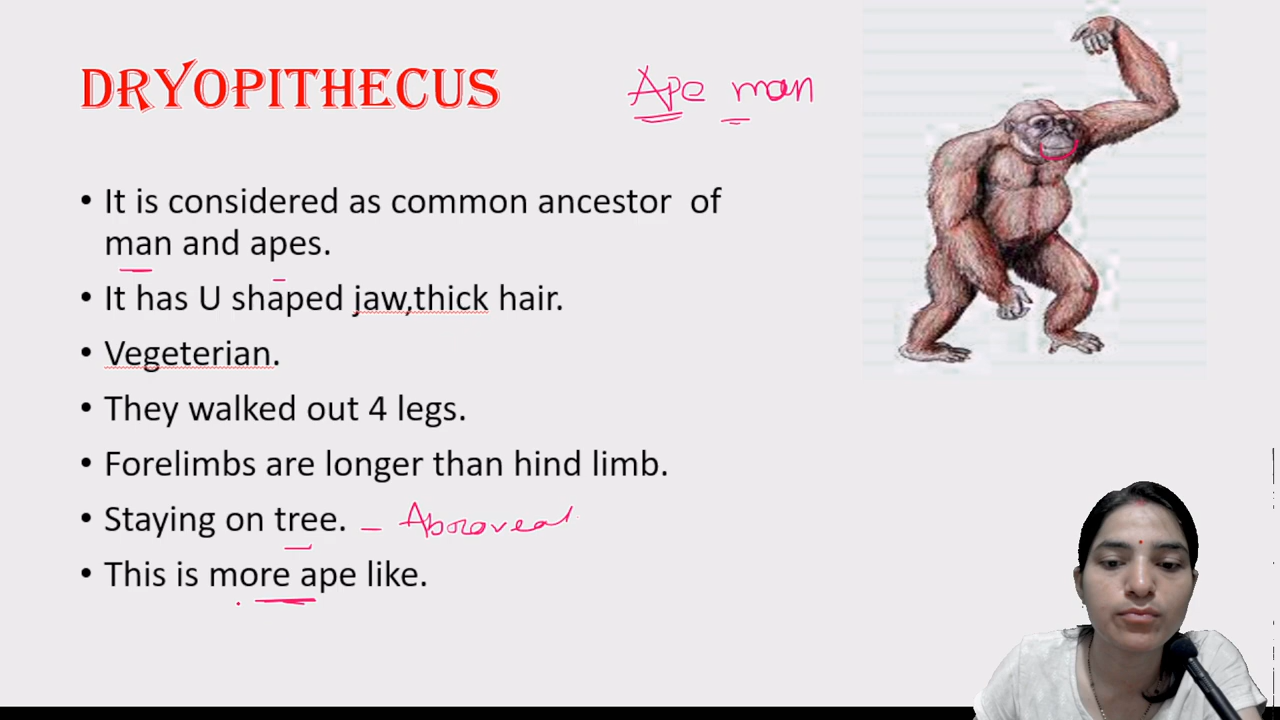 DRYOPITHECUS
Ape man
• It is considered as common ancestor of
man and apes.
• It has U shaped jaw,thick hair.
• Vegeterian.
• They walked out 4 legs.
• Forelimbs are longer than hind limb.
• Staying on tree. –
• This is more ape like.